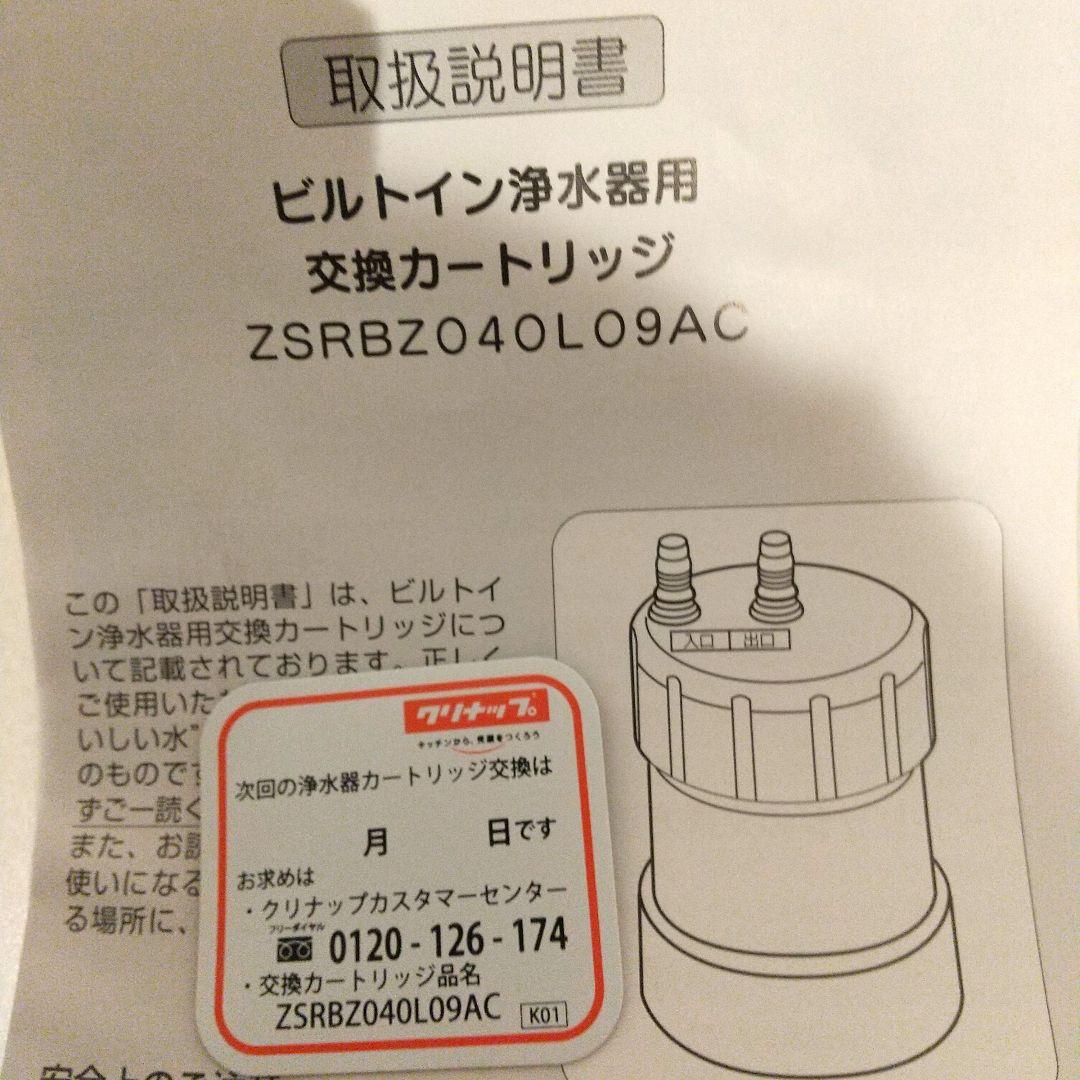 取扱説明書
ビルトイン浄水器用
交換カートリッジ
ZSRBZ040L09AC
この「取扱説明書」は、ビルトイ
ン浄水器用交換カートリッジにつ
いて記載されております。正しく
ご使用いた
いしい水”
のものです
ずご一読く
また、お読
使いになる
る場所に、
入口 出口
クリナップ
キッチンから、笑顔をつくろう
次回の浄水器カートリッジ交換は
月 日です
お求めは
・クリナップカスタマーセンター
フリーダイヤル
0120-126-174
・交換カートリッジ品名
ZSRBZ040L09AC K01